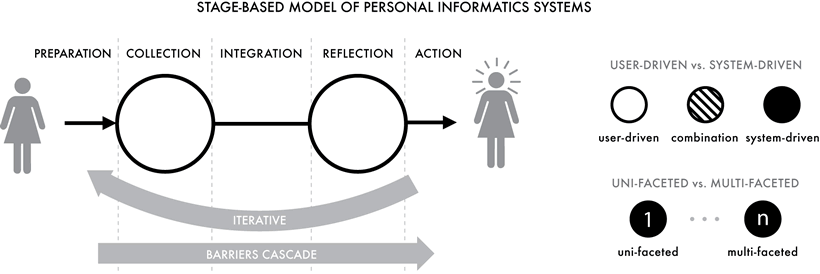 STAGE-BASED MODEL OF PERSONAL INFORMATICS SYSTEMS
PREPARATION COLLECTION INTEGRATION REFLECTION ACTION
ITERATIVE
BARRIERS CASCADE
USER-DRIVEN vs. SYSTEM-DRIVEN
user-driven combination system-driven
UNI-FACETED vs. MULTI-FACETED
1 n
uni-faceted multi-faceted